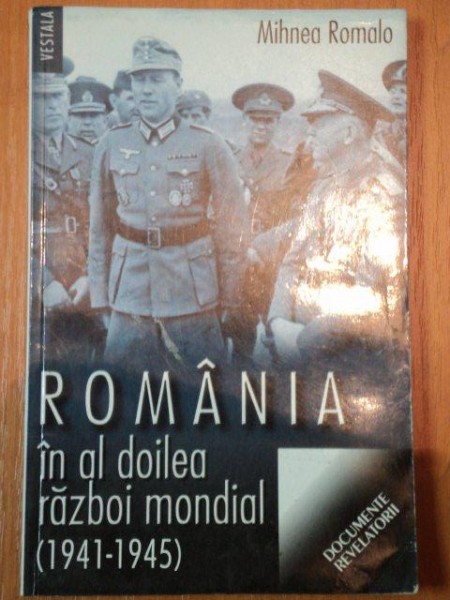 VESTALA
Mihnea Romalo
ROMÂNIA
în al doilea
război mondial
(1941-1945)
DOCUMENTE
REVELATORII